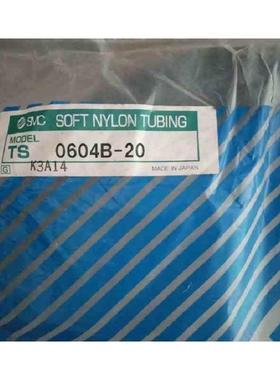 SMC SOFT NYLON TUBING
MODEL
TS 0604B-20
G K3A14 MADE IN JAPAN